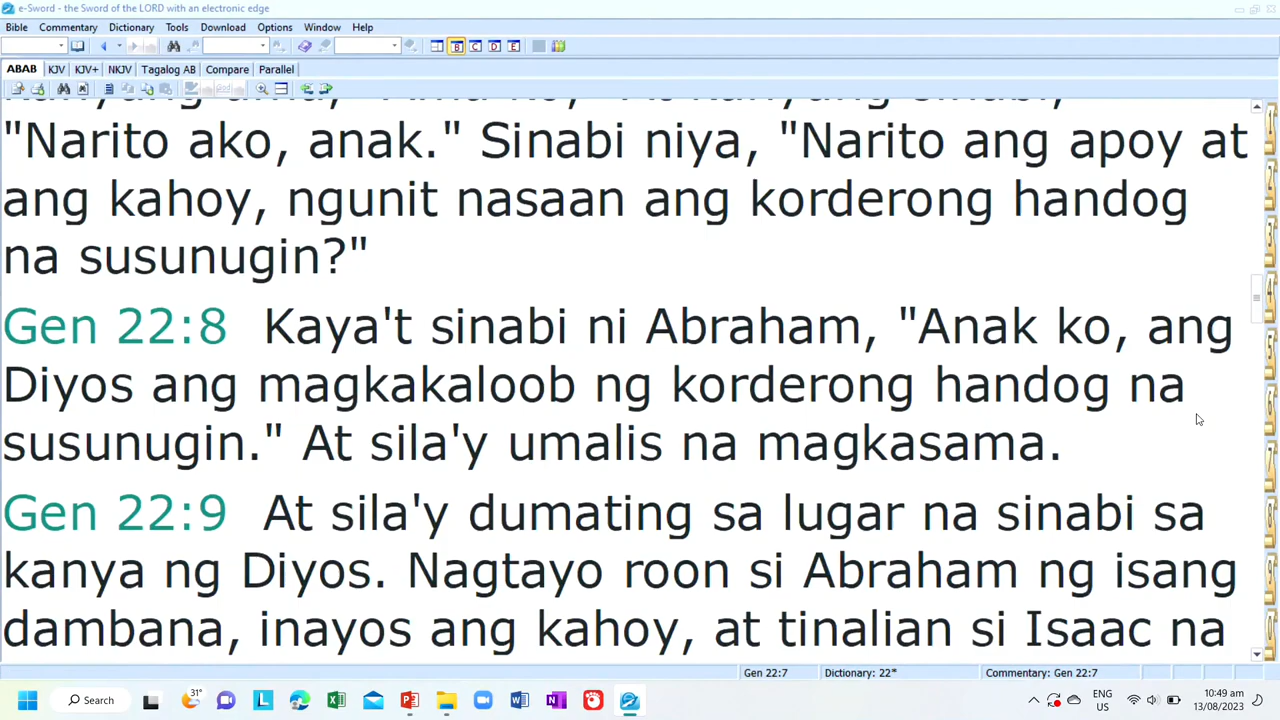 e-Sword - the Sword of the LORD with an electronic edge
Bible Commentary Dictionary Tools Download Options Window Help
B C D E
ABAB KJV KJV+ NKJV Tagalog AB Compare Parallel
"Narito ako, anak." Sinabi niya, "Narito ang apoy at
ang kahoy, ngunit nasaan ang korderong handog
na susunugin?"
Gen 22:8 Kaya't sinabi ni Abraham, "Anak ko, ang
Diyos ang magkakaloob ng korderong handog na
susunugin." At sila'y umalis na magkasama.
Gen 22:9 At sila'y dumating sa lugar na sinabi sa
kanya ng Diyos. Nagtayo roon si Abraham ng isang
dambana, inayos ang kahoy, at tinalian si Isaac na
Gen 22:7 Dictionary: 22* Commentary: Gen 22:7
31°
Search
ENG
US
10:49 am
13/08/2023